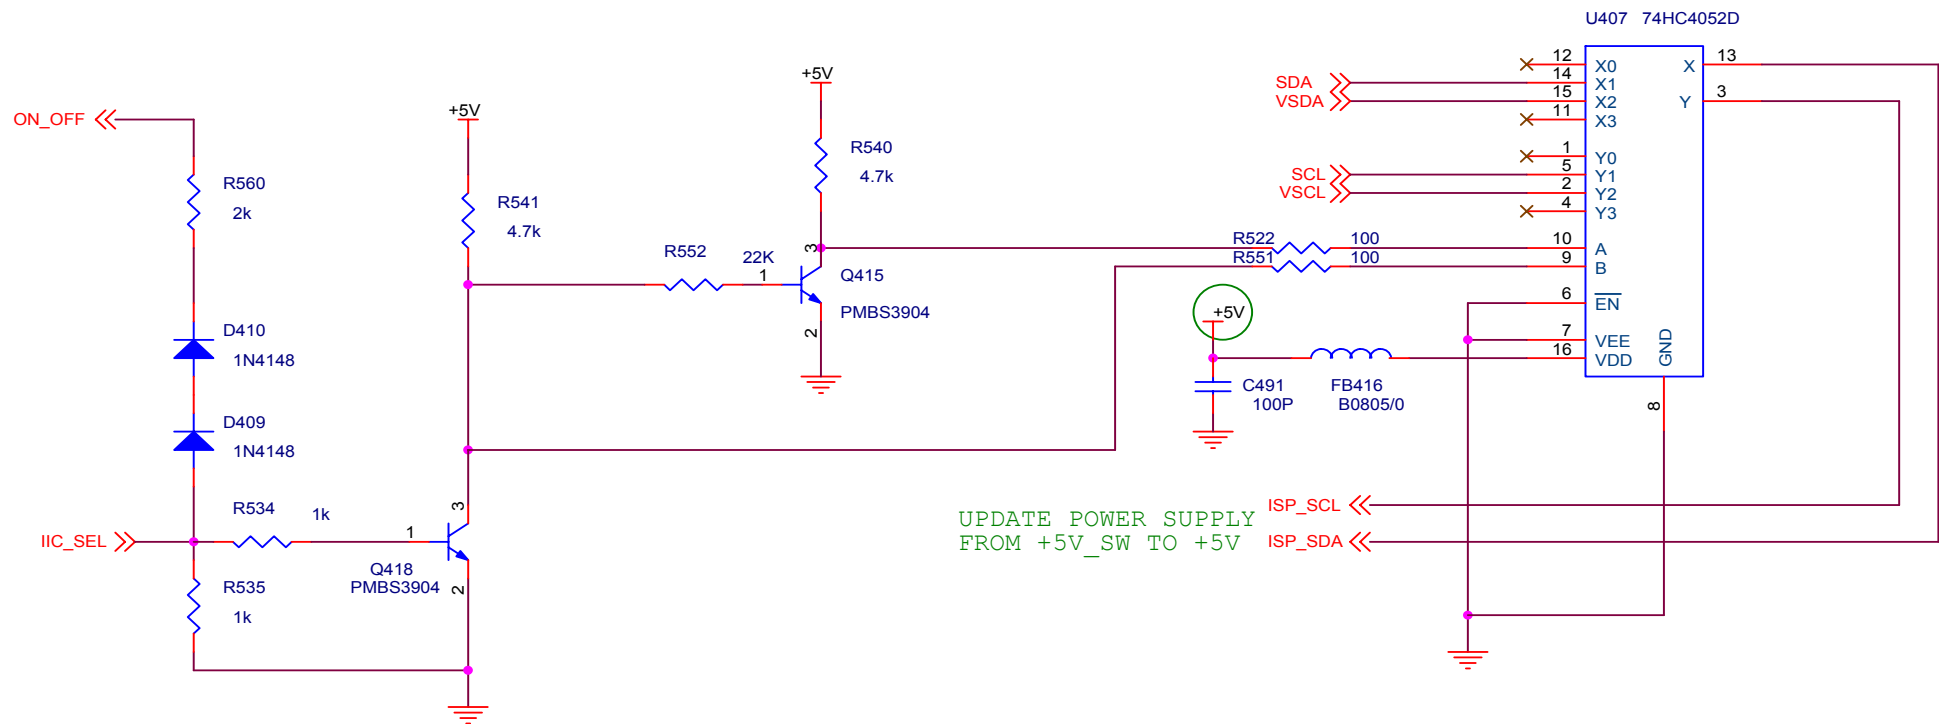 U407 74HC4052D
ON_OFF
R560
2k
D410
1N4148
D409
1N4148
IIC_SEL
R534
1k
R535
1k
+5V
R541
4.7k
1
3
2
Q418
PMBS3904
R552
22K
+5V
R540
4.7k
1
3
2
Q415
PMBS3904
SDA
VSDA
SCL
VSCL
R522 100
R551 100
+5V
C491
100P
FB416
B0805/0
12 X0
14 X1
15 X2
11 X3
1 Y0
5 Y1
2 Y2
4 Y3
10 A
9 B
6 EN
7 VEE
16 VDD
GND
8
X 13
Y 3
UPDATE POWER SUPPLY
FROM +5V_SW TO +5V
ISP_SCL
ISP_SDA